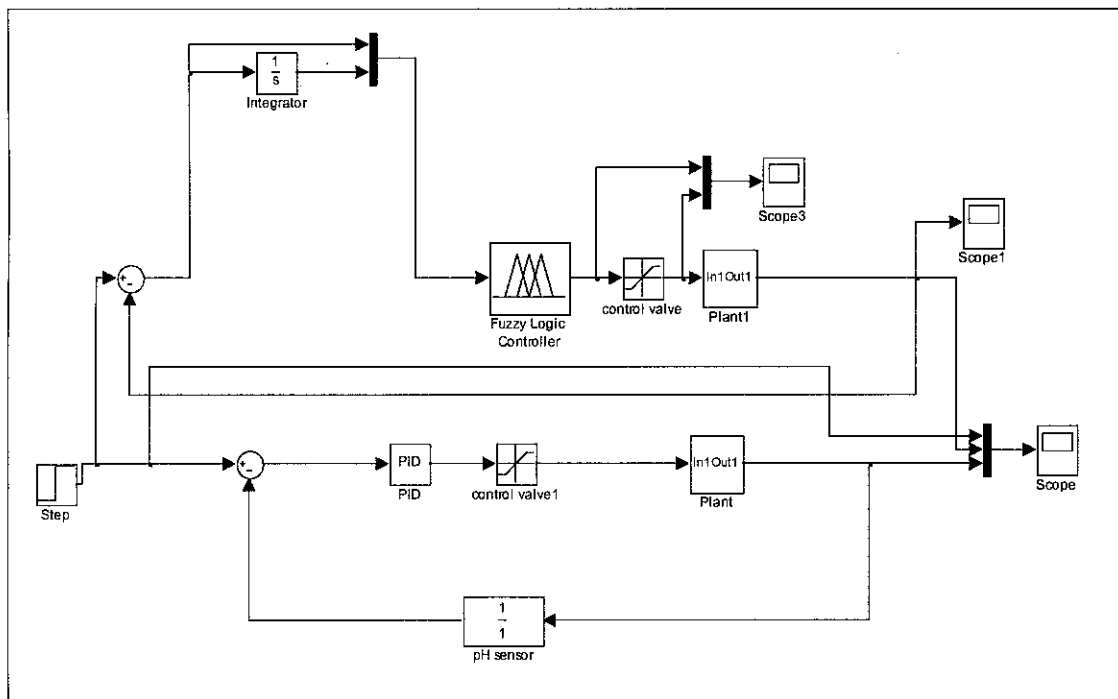 1
s
Integrator
Scope3
Scope1
+
-
Fuzzy Logic
Controller
control valve
In1Out1
Plant1
Step
+
-
PID
PID
control valve1
In1Out1
Plant
Scope
1
1
pH sensor